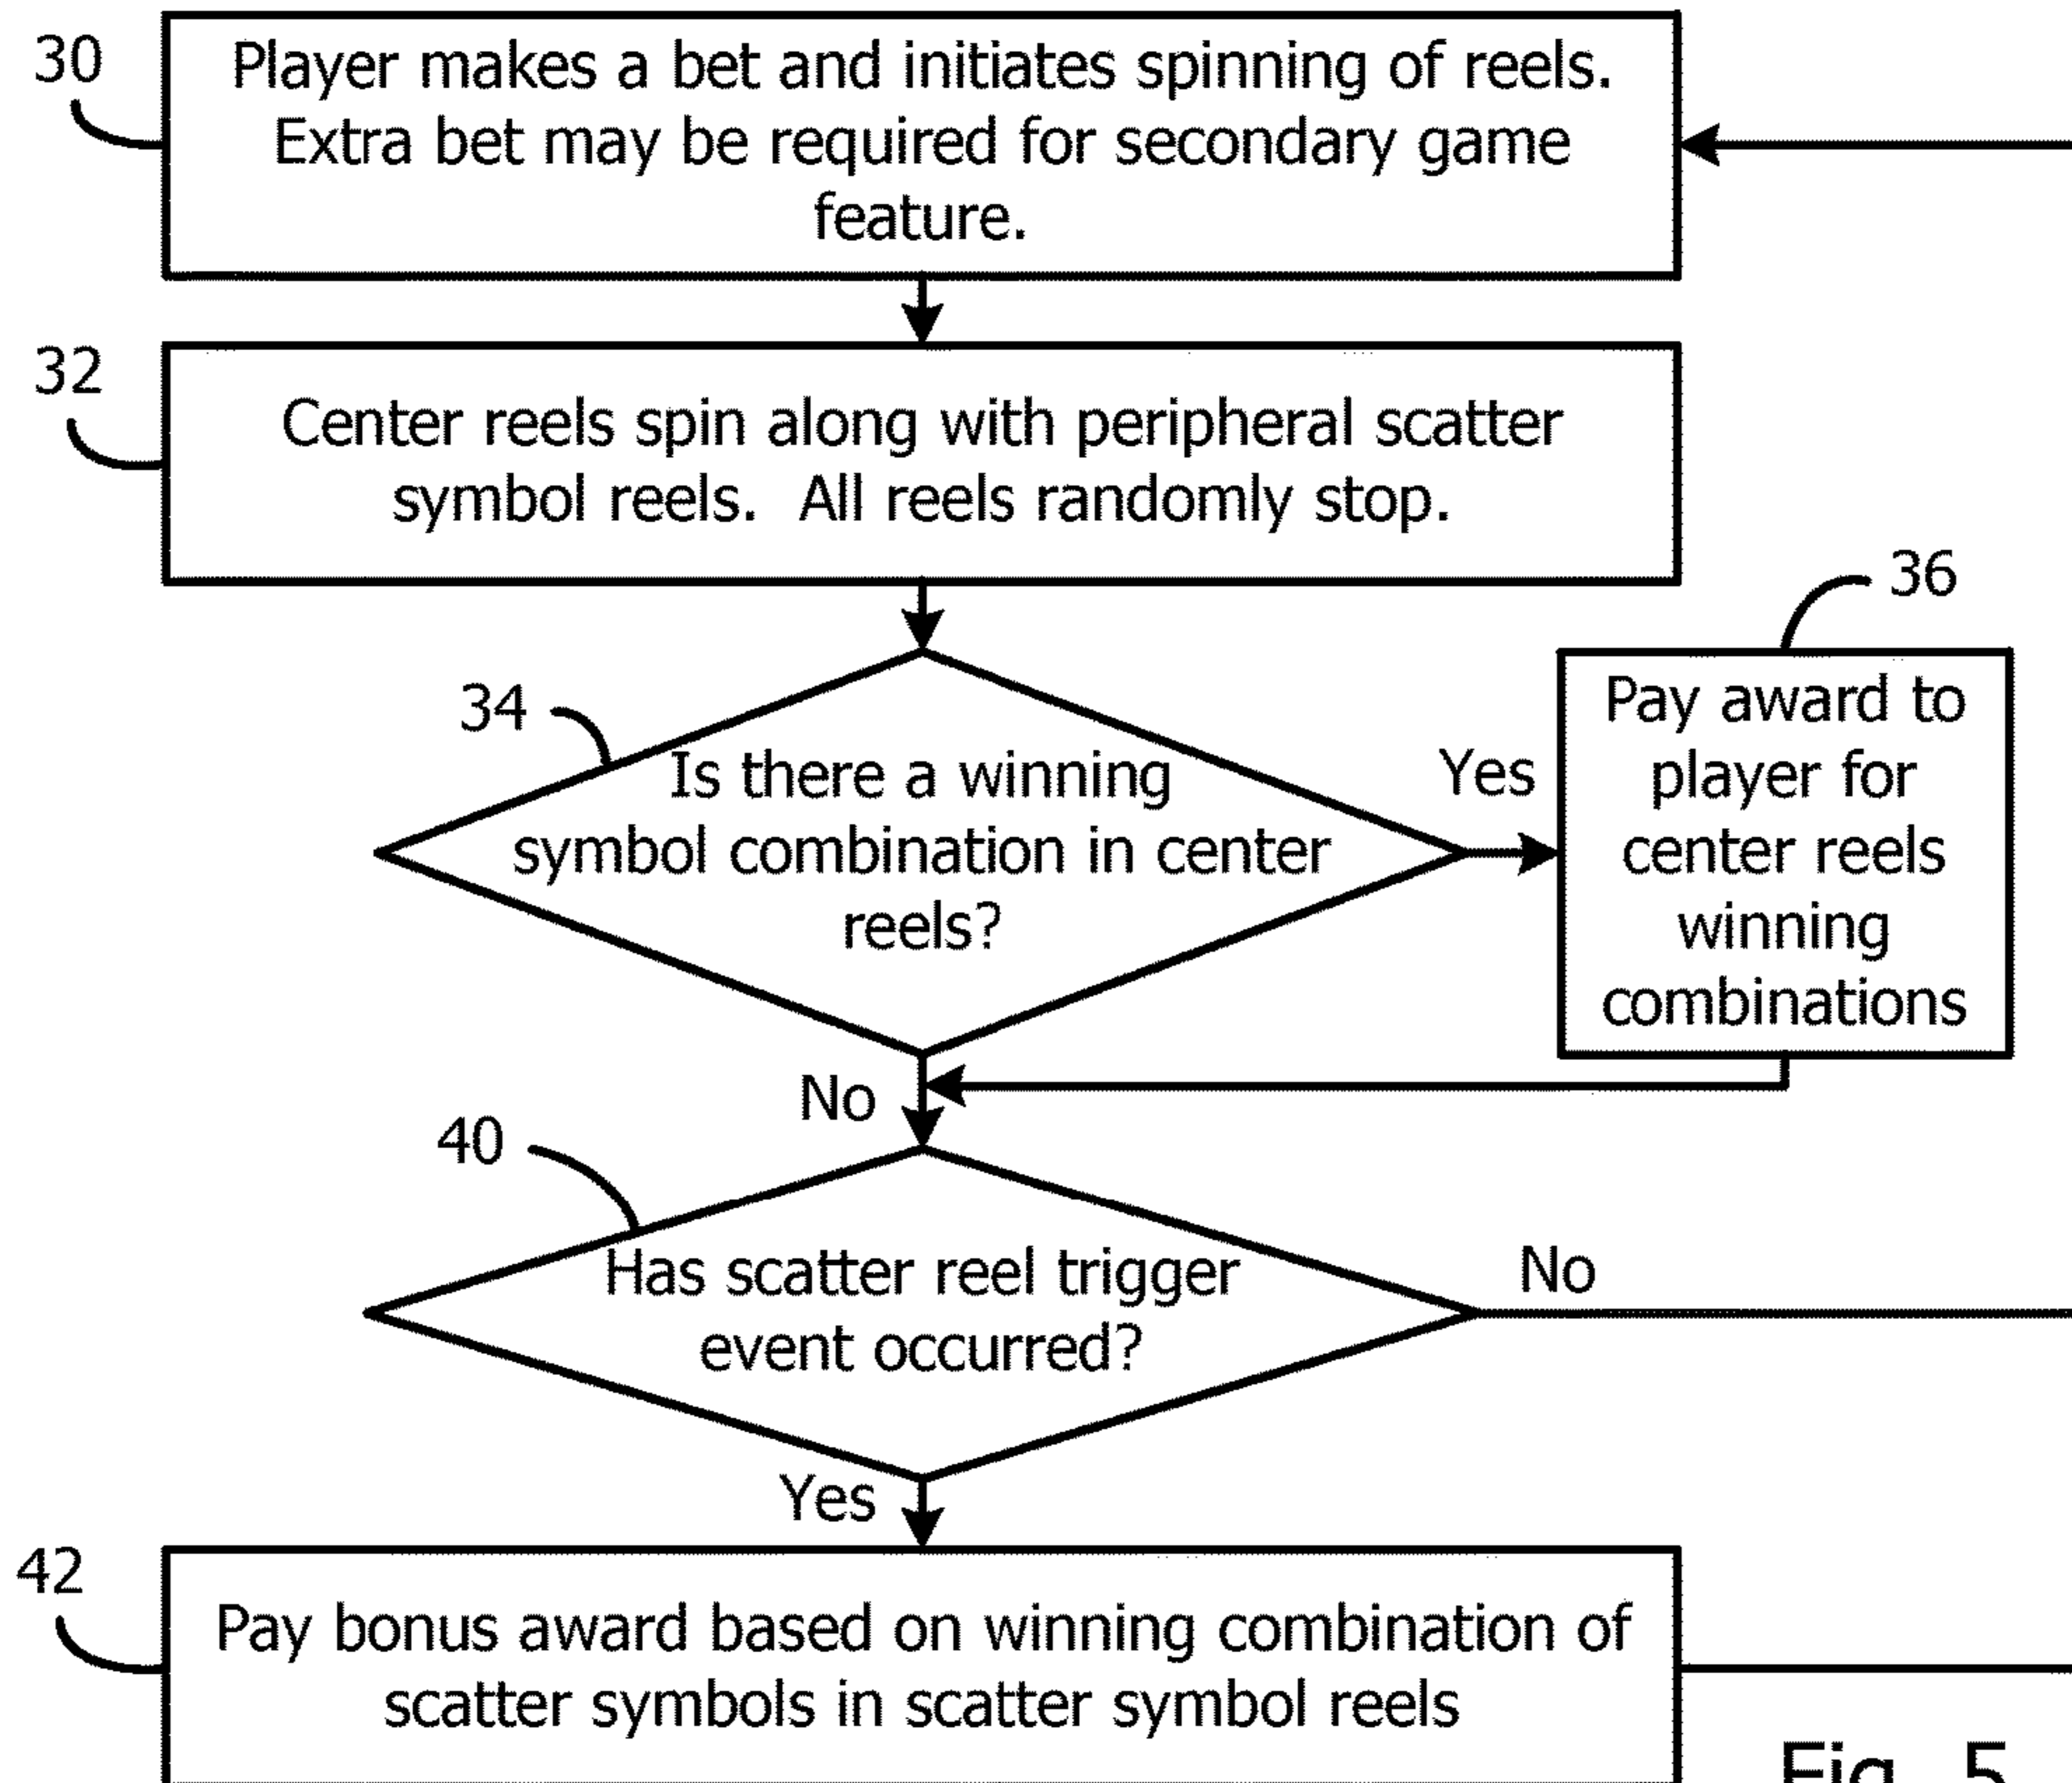 30
Player makes a bet and initiates spinning of reels.
Extra bet may be required for secondary game
feature.
32
Center reels spin along with peripheral scatter
symbol reels.  All reels randomly stop.
34
Is there a winning
symbol combination in center
reels?
Yes
36
Pay award to
player for
center reels
winning
combinations
No
40
Has scatter reel trigger
event occurred?
No
Yes
42
Pay bonus award based on winning combination of
scatter symbols in scatter symbol reels
Fig. 5